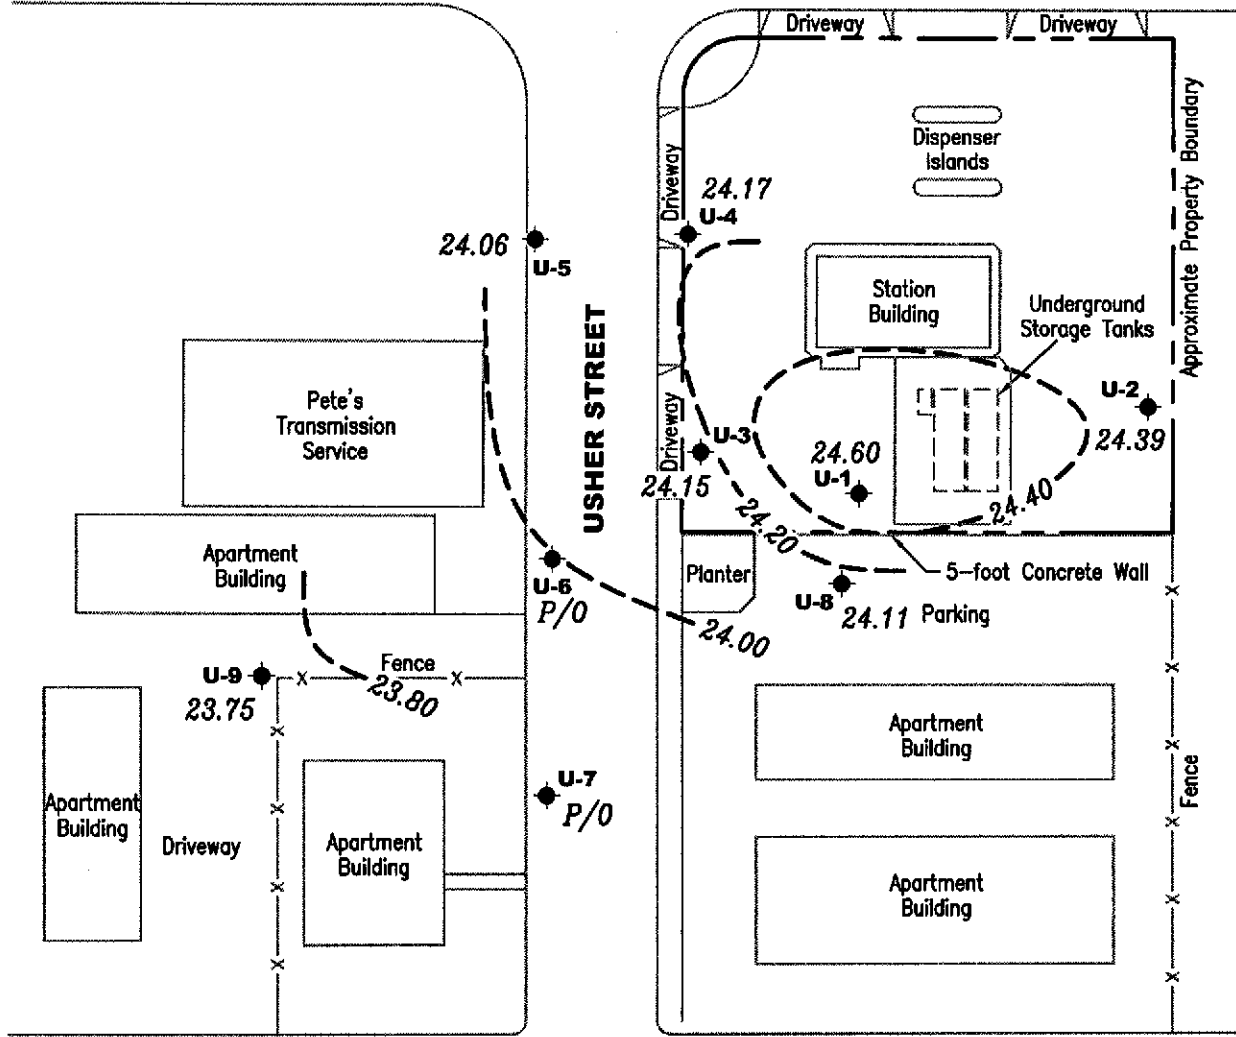 Driveway
Driveway
Approximate Property Boundary
Dispenser
Islands
Driveway
24.17
U-4
24.06
U-5
Station
Building
Underground
Storage Tanks
USHER STREET
Pete's
Transmission
Service
U-2
24.39
U-3
Driveway
24.15
24.60
U-1
24.40
24.20
Apartment
Building
U-6
P/O
Planter
5-foot Concrete Wall
U-8
24.11
Parking
24.00
U-9
23.75
Fence
23.80
Apartment
Building
U-7
P/O
Fence
Apartment
Building
Driveway
Apartment
Building
Apartment
Building